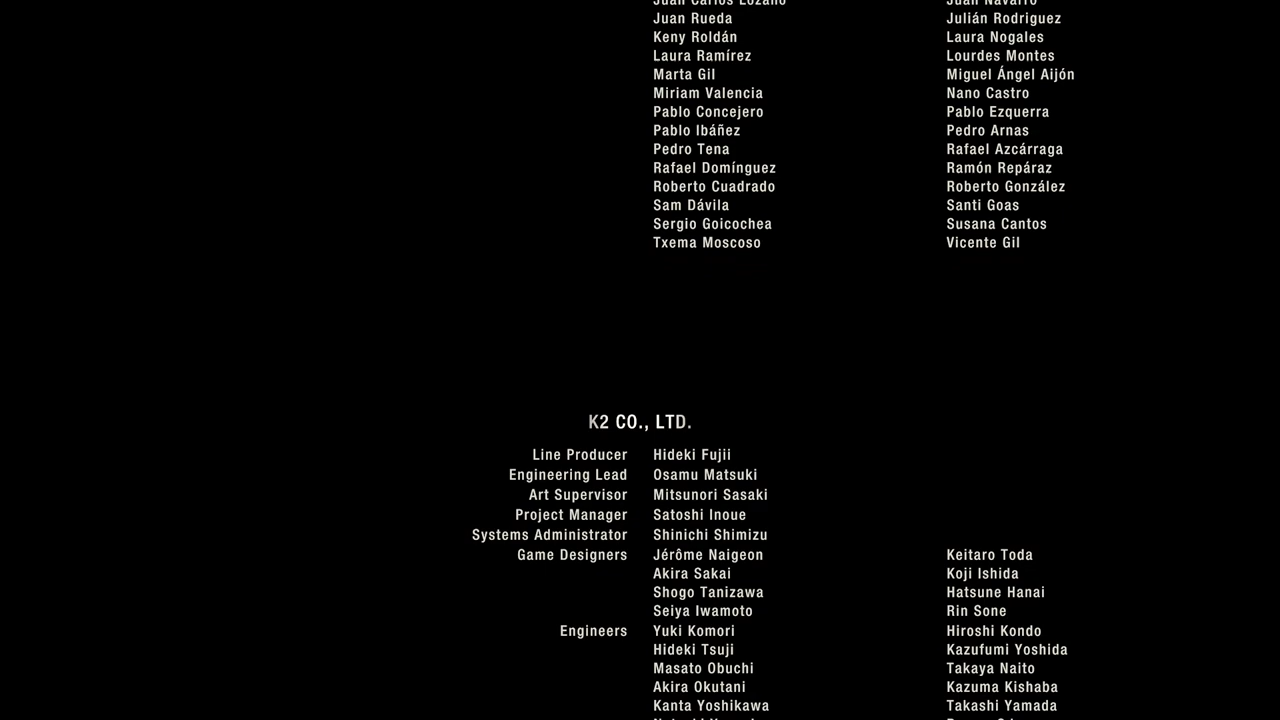 Juan Carlos Lozano Juan Navarro
Juan Rueda Julián Rodriguez
Keny Roldán Laura Nogales
Laura Ramírez Lourdes Montes
Marta Gil Miguel Ángel Aijón
Miriam Valencia Nano Castro
Pablo Concejero Pablo Ezquerra
Pablo Ibáñez Pedro Arnas
Pedro Tena Rafael Azcárraga
Rafael Domínguez Ramón Repáraz
Roberto Cuadrado Roberto González
Sam Dávila Santi Goas
Sergio Goicochea Susana Cantos
Txema Moscoso Vicente Gil
K2 CO., LTD.
Line Producer Hideki Fujii
Engineering Lead Osamu Matsuki
Art Supervisor Mitsunori Sasaki
Project Manager Satoshi Inoue
Systems Administrator Shinichi Shimizu
Game Designers Jérôme Naigeon Keitaro Toda
Akira Sakai Koji Ishida
Shogo Tanizawa Hatsune Hanai
Seiya Iwamoto Rin Sone
Engineers Yuki Komori Hiroshi Kondo
Hideki Tsuji Kazufumi Yoshida
Masato Obuchi Takaya Naito
Akira Okutani Kazuma Kishaba
Kanta Yoshikawa Takashi Yamada